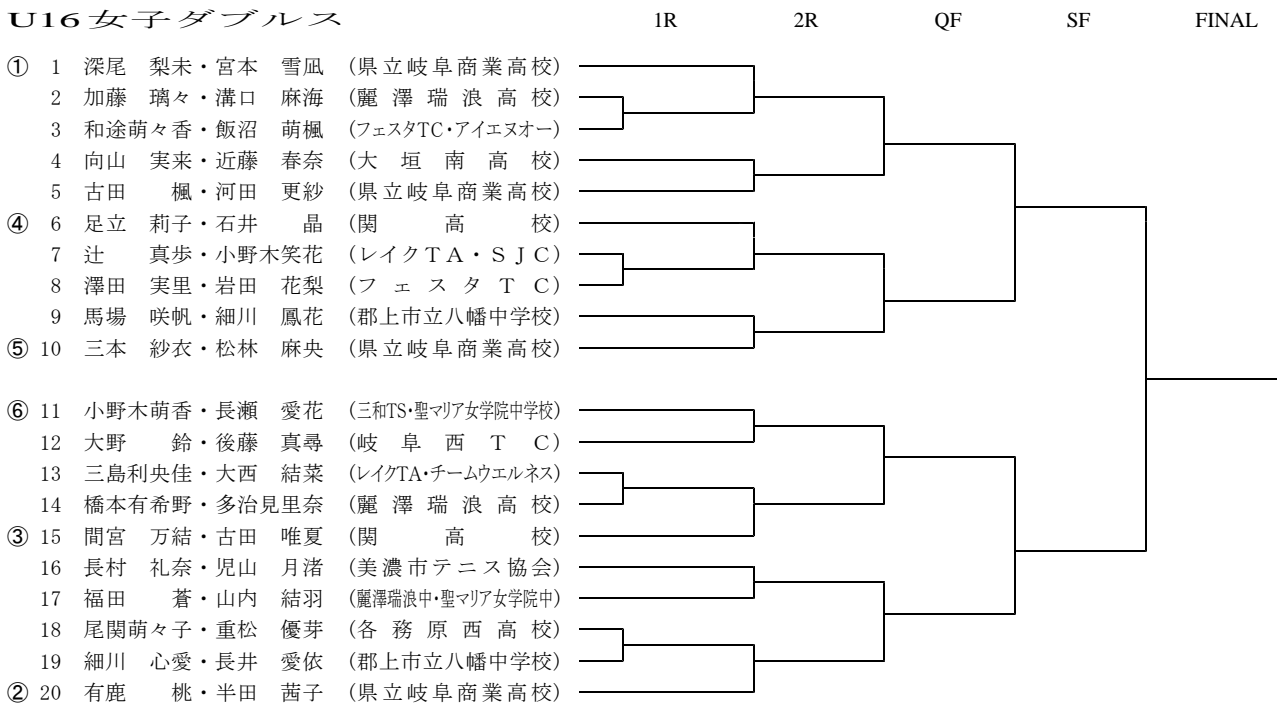 U16女子ダブルス 1R 2R QF SF FINAL
① 1 深尾 梨未・宮本 雪凪 (県立岐阜商業高校)
2 加藤 璃々・溝口 麻海 (麗澤瑞浪高校)
3 和途萌々香・飯沼 萌楓 (フェスタTC・アイエヌオー)
4 向山 実来・近藤 春奈 (大垣南高校)
5 古田 楓・河田 更紗 (県立岐阜商業高校)
④ 6 足立 莉子・石井 晶 (関高校)
7 辻 真歩・小野木笑花 (レイクTA・SJC)
8 澤田 実里・岩田 花梨 (フェスタTC)
9 馬場 咲帆・細川 鳳花 (郡上市立八幡中学校)
⑤ 10 三本 紗衣・松林 麻央 (県立岐阜商業高校)
⑥ 11 小野木萌香・長瀬 愛花 (三和TS・聖マリア女学院中学校)
12 大野 鈴・後藤 真尋 (岐阜西TC)
13 三島利央佳・大西 結菜 (レイクTA・チームウエルネス)
14 橋本有希野・多治見里奈 (麗澤瑞浪高校)
③ 15 間宮 万結・古田 唯夏 (関高校)
16 長村 礼奈・児山 月渚 (美濃市テニス協会)
17 福田 蒼・山内 結羽 (麗澤瑞浪中・聖マリア女学院中)
18 尾関萌々子・重松 優芽 (各務原西高校)
19 細川 心愛・長井 愛依 (郡上市立八幡中学校)
② 20 有鹿 桃・半田 茜子 (県立岐阜商業高校)